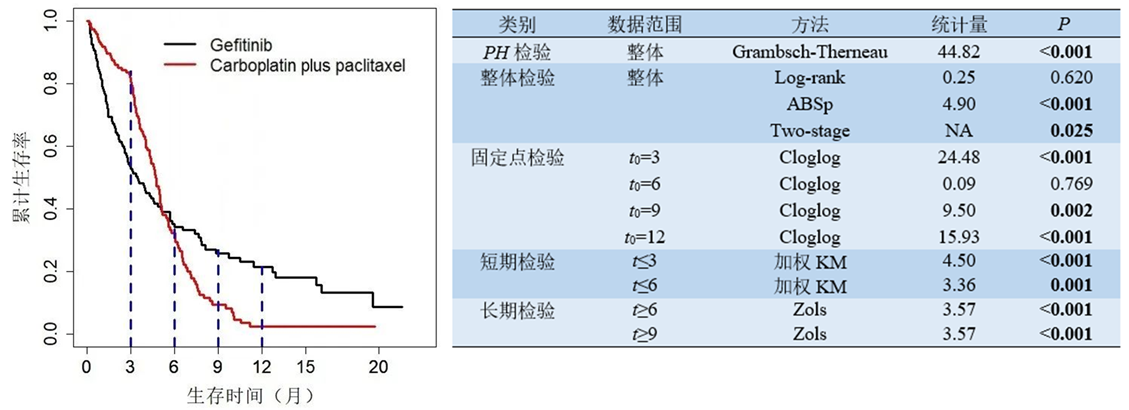 1.0
0.8
0.6
0.4
0.2
0.0
累计生存率
Gefitinib
Carboplatin plus paclitaxel
0 3 6 9 12 15 20
生存时间（月）
类别 数据范围 方法 统计量 P
PH 检验 整体 Grambsch-Therneau 44.82 <0.001
整体检验 整体 Log-rank 0.25 0.620
ABSp 4.90 <0.001
Two-stage NA 0.025
固定点检验 t0=3 Cloglog 24.48 <0.001
t0=6 Cloglog 0.09 0.769
t0=9 Cloglog 9.50 0.002
t0=12 Cloglog 15.93 <0.001
短期检验 t≤3 加权 KM 4.50 <0.001
t≤6 加权 KM 3.36 0.001
长期检验 t≥6 Zols 3.57 <0.001
t≥9 Zols 3.57 <0.001